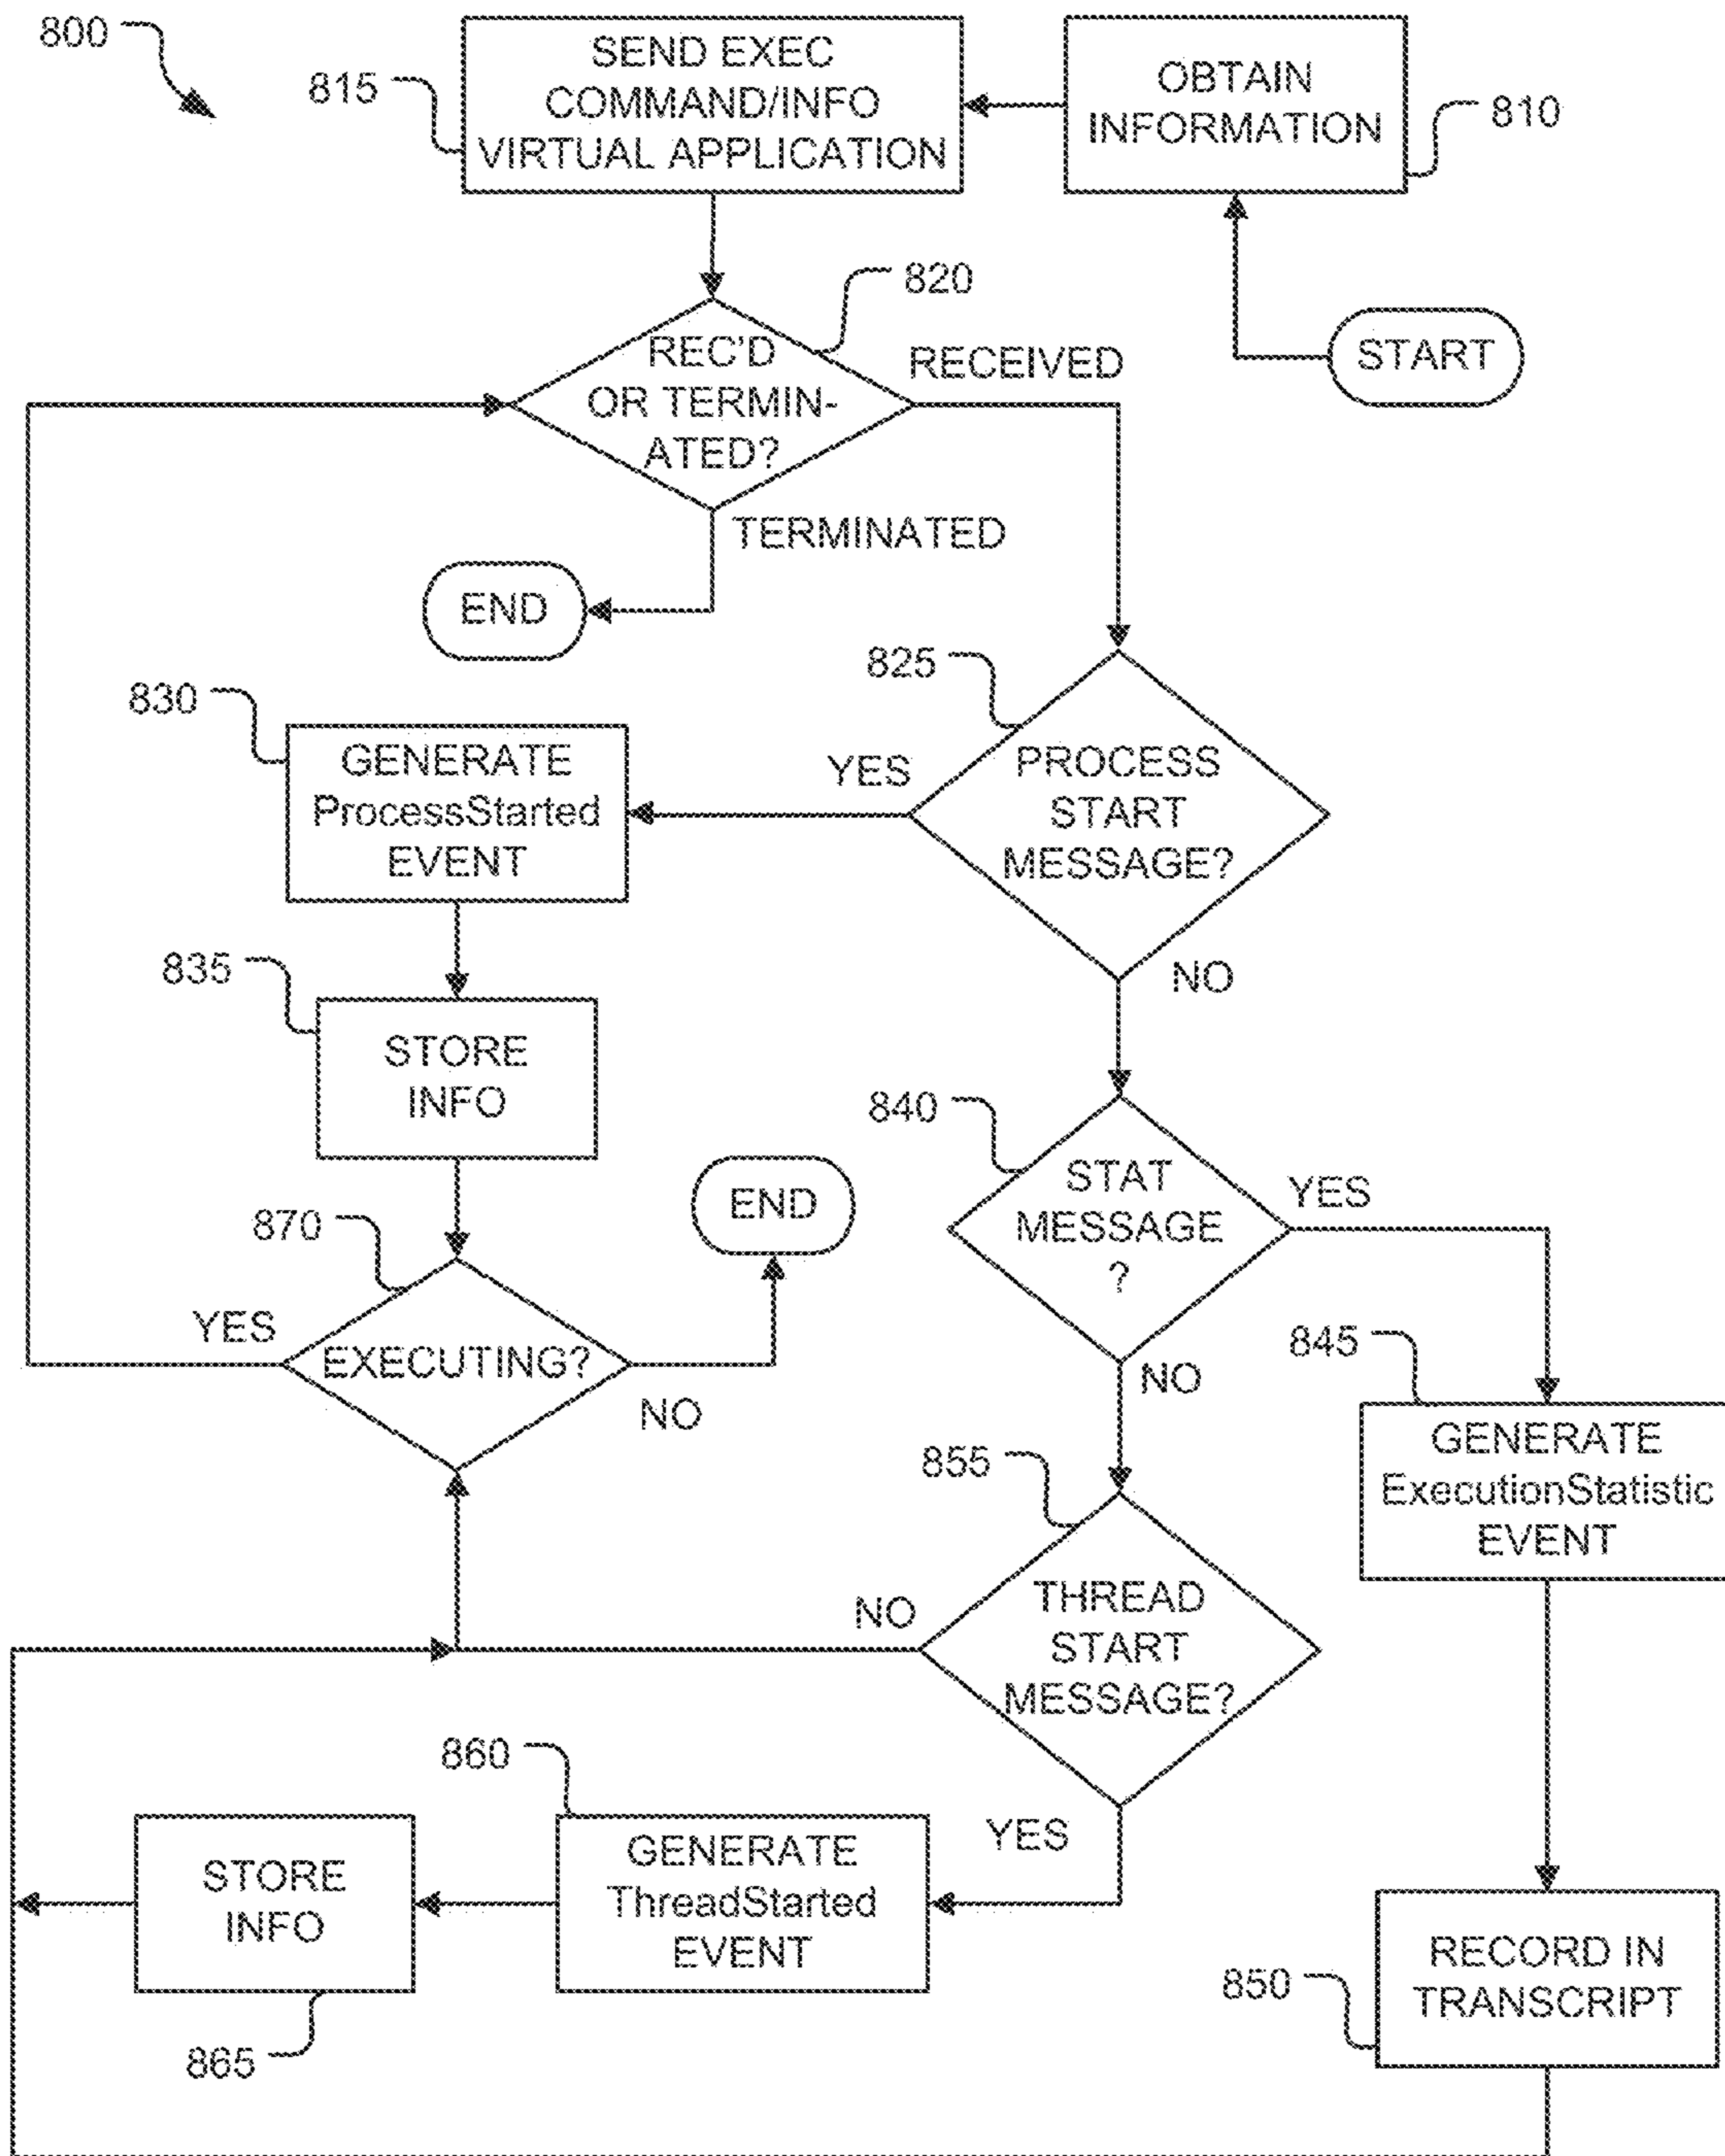 800
815
SEND EXEC
COMMAND/INFO
VIRTUAL APPLICATION
OBTAIN
INFORMATION
810
START
820
REC'D
OR TERMIN-
ATED?
RECEIVED
TERMINATED
END
825
PROCESS
START
MESSAGE?
YES
NO
830
GENERATE
ProcessStarted
EVENT
835
STORE
INFO
840
STAT
MESSAGE
?
YES
NO
870
EXECUTING?
YES
NO
END
845
GENERATE
ExecutionStatistic
EVENT
855
THREAD
START
MESSAGE?
NO
YES
860
GENERATE
ThreadStarted
EVENT
STORE
INFO
865
850
RECORD IN
TRANSCRIPT